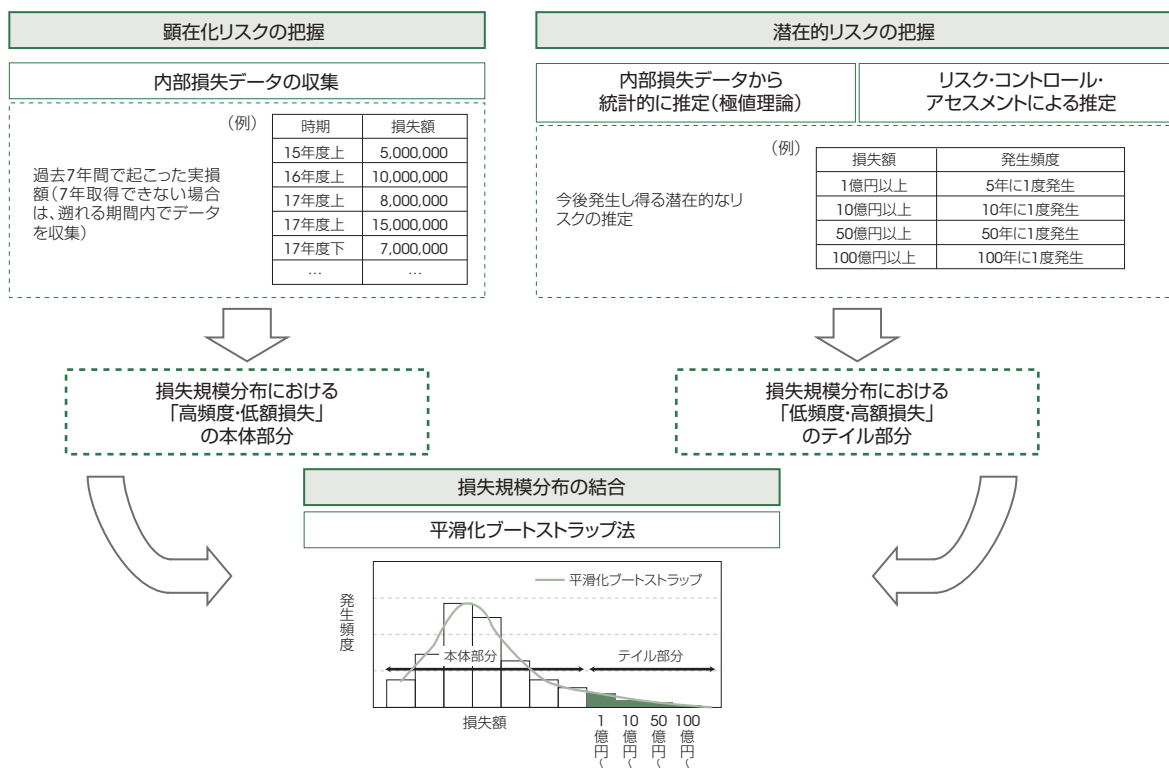 顕在化リスクの把握
内部損失データの収集
(例)
過去7年間で起こった実損
額(7年取得できない場合
は、遡れる期間内でデータ
を収集)
時期 損失額
15年度上 5,000,000
16年度上 10,000,000
17年度上 8,000,000
17年度上 15,000,000
17年度下 7,000,000
… …
潜在的リスクの把握
内部損失データから
統計的に推定(極値理論)
リスク・コントロール・
アセスメントによる推定
(例)
今後発生し得る潜在的なリ
スクの推定
損失額 発生頻度
1億円以上 5年に1度発生
10億円以上 10年に1度発生
50億円以上 50年に1度発生
100億円以上 100年に1度発生
損失規模分布における
「高頻度・低額損失」
の本体部分
損失規模分布における
「低頻度・高額損失」
のテイル部分
損失規模分布の結合
平滑化ブートストラップ法
平滑化ブートストラップ
発生頻度
本体部分 テイル部分
損失額
1億円~
10億円~
50億円~
100億円~